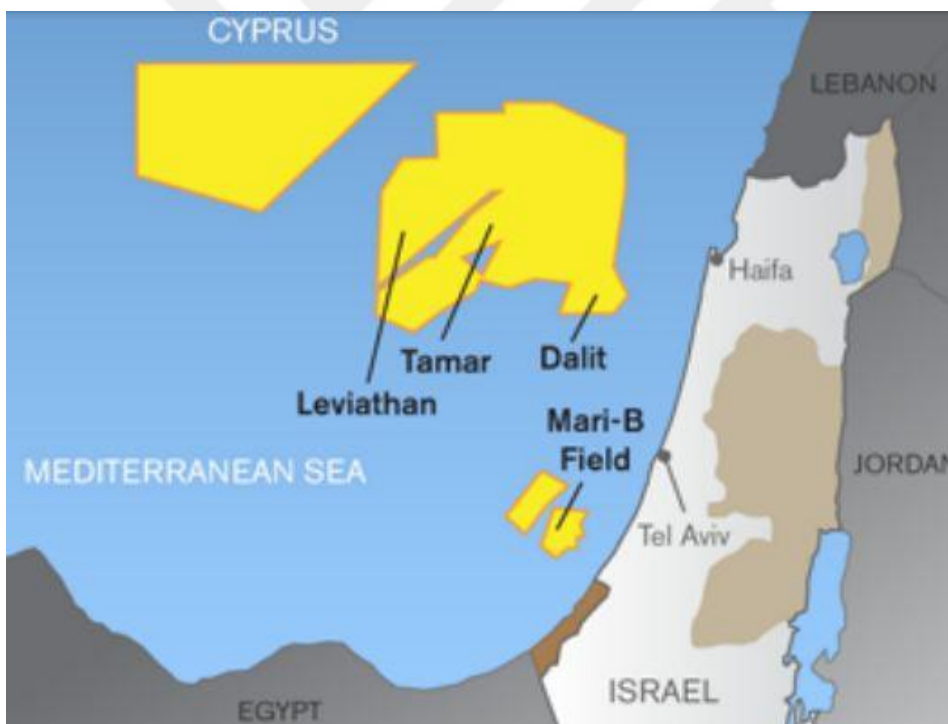 CYPRUS
LEBANON
Haifa
Tamar
Dalit
Leviathan
Mari-B
Field
MEDITERRANEAN SEA
JORDAN
Tel Aviv
ISRAEL
EGYPT